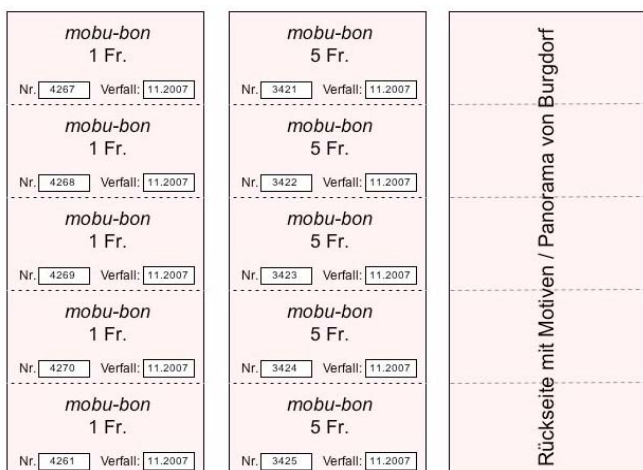 mobu-bon
1 Fr.
Nr. 4267 Verfall: 11.2007
mobu-bon
1 Fr.
Nr. 4268 Verfall: 11.2007
mobu-bon
1 Fr.
Nr. 4269 Verfall: 11.2007
mobu-bon
1 Fr.
Nr. 4270 Verfall: 11.2007
mobu-bon
1 Fr.
Nr. 4261 Verfall: 11.2007
mobu-bon
5 Fr.
Nr. 3421 Verfall: 11.2007
mobu-bon
5 Fr.
Nr. 3422 Verfall: 11.2007
mobu-bon
5 Fr.
Nr. 3423 Verfall: 11.2007
mobu-bon
5 Fr.
Nr. 3424 Verfall: 11.2007
mobu-bon
5 Fr.
Nr. 3425 Verfall: 11.2007
Rückseite mit Motiven / Panorama von Burgdorf